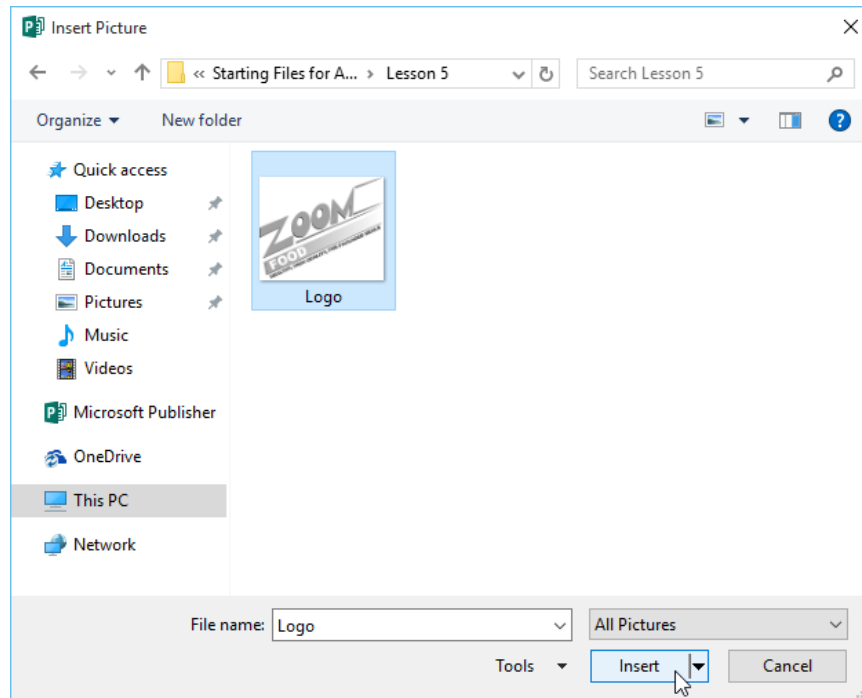 Insert Picture
« Starting Files for A... › Lesson 5
Search Lesson 5
Organize
New folder
Quick access
Desktop
Downloads
Documents
Pictures
Music
Videos
Microsoft Publisher
OneDrive
This PC
Network
ZOOM
FOOD
Logo
File name: Logo
All Pictures
Tools
Insert
Cancel